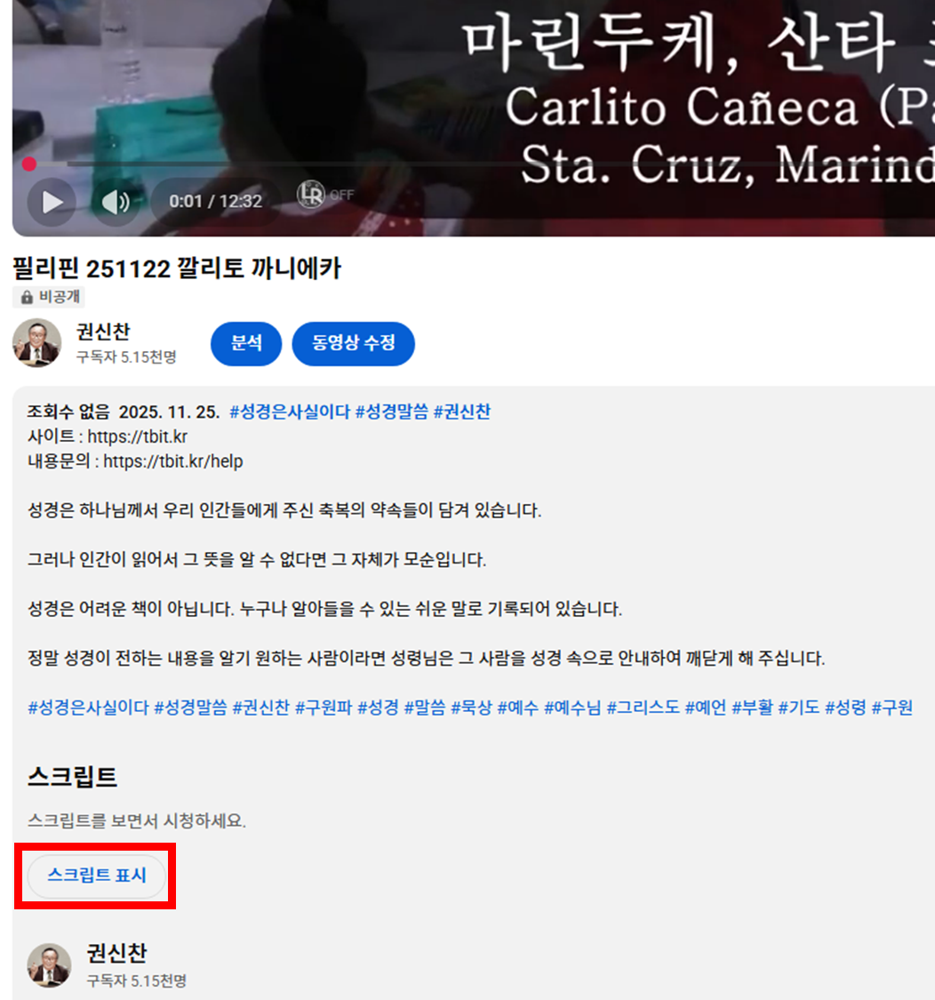 마린두케, 산타
Carlito Cañeca (Pa
Sta. Cruz, Marind
0:01 / 12:32
LR OFF
필리핀 251122 깔리토 까니에카
비공개
권신찬
구독자 5.15천명
분석
동영상 수정
조회수 없음 2025. 11. 25. #성경은사실이다 #성경말씀 #권신찬
사이트 : https://tbit.kr
내용문의 : https://tbit.kr/help
성경은 하나님께서 우리 인간들에게 주신 축복의 약속들이 담겨 있습니다.
그러나 인간이 읽어서 그 뜻을 알 수 없다면 그 자체가 모순입니다.
성경은 어려운 책이 아닙니다. 누구나 알아들을 수 있는 쉬운 말로 기록되어 있습니다.
정말 성경이 전하는 내용을 알기 원하는 사람이라면 성령님은 그 사람을 성경 속으로 안내하여 깨닫게 해 주십니다.
#성경은사실이다 #성경말씀 #권신찬 #구원파 #성경 #말씀 #묵상 #예수 #예수님 #그리스도 #예언 #부활 #기도 #성령 #구원
스크립트
스크립트를 보면서 시청하세요.
스크립트 표시
권신찬
구독자 5.15천명